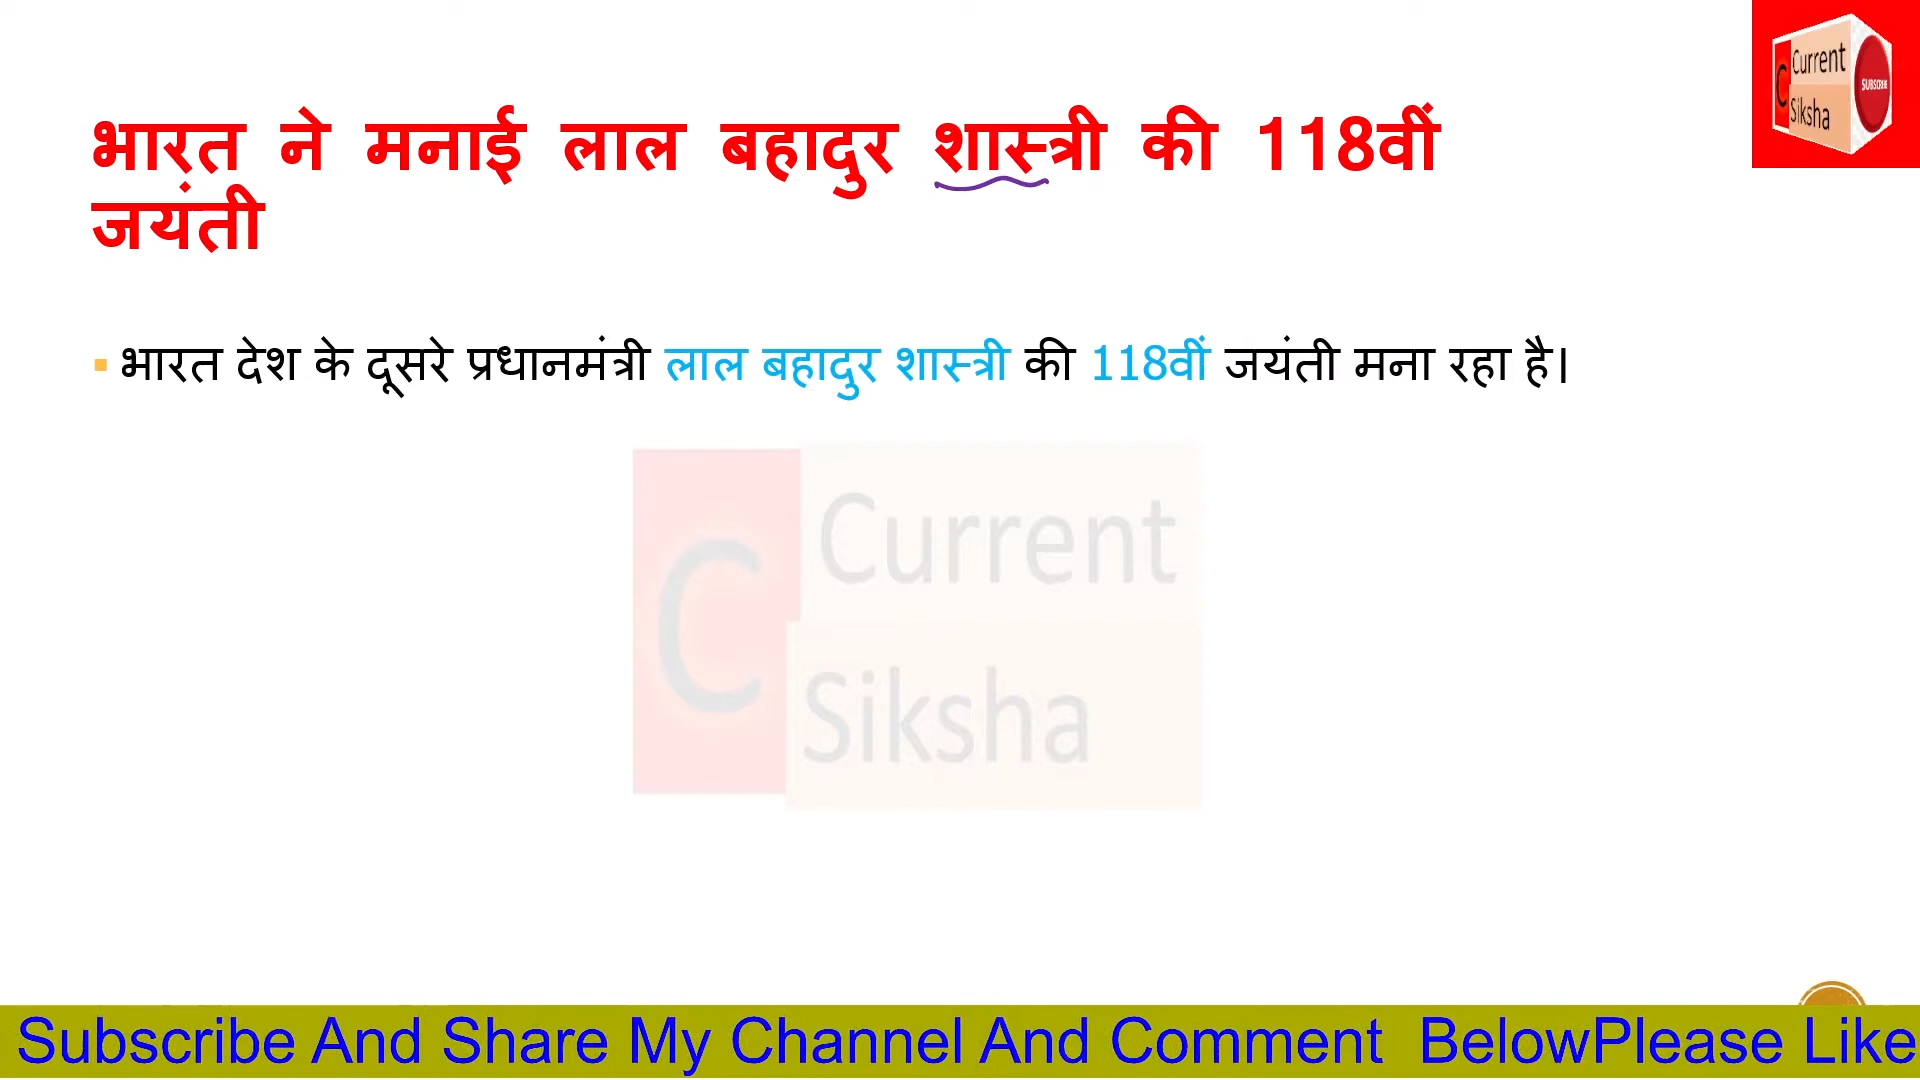 Current
C
SUBSCRIBE
Siksha
भारत ने मनाई लाल बहादुर शास्त्री की 118वीं
जयंती
भारत देश के दूसरे प्रधानमंत्री लाल बहादुर शास्त्री की 118वीं जयंती मना रहा है।
C
Current
Siksha
Subscribe And Share My Channel And Comment BelowPlease Like